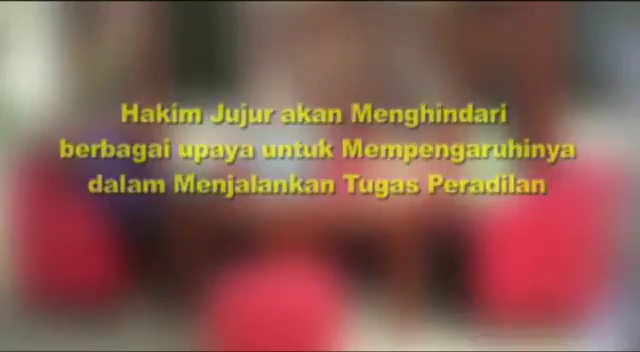 Hakim Jujur akan Menghindari
berbagai upaya untuk Mempengaruhinya
dalam Menjalankan Tugas Peradilan